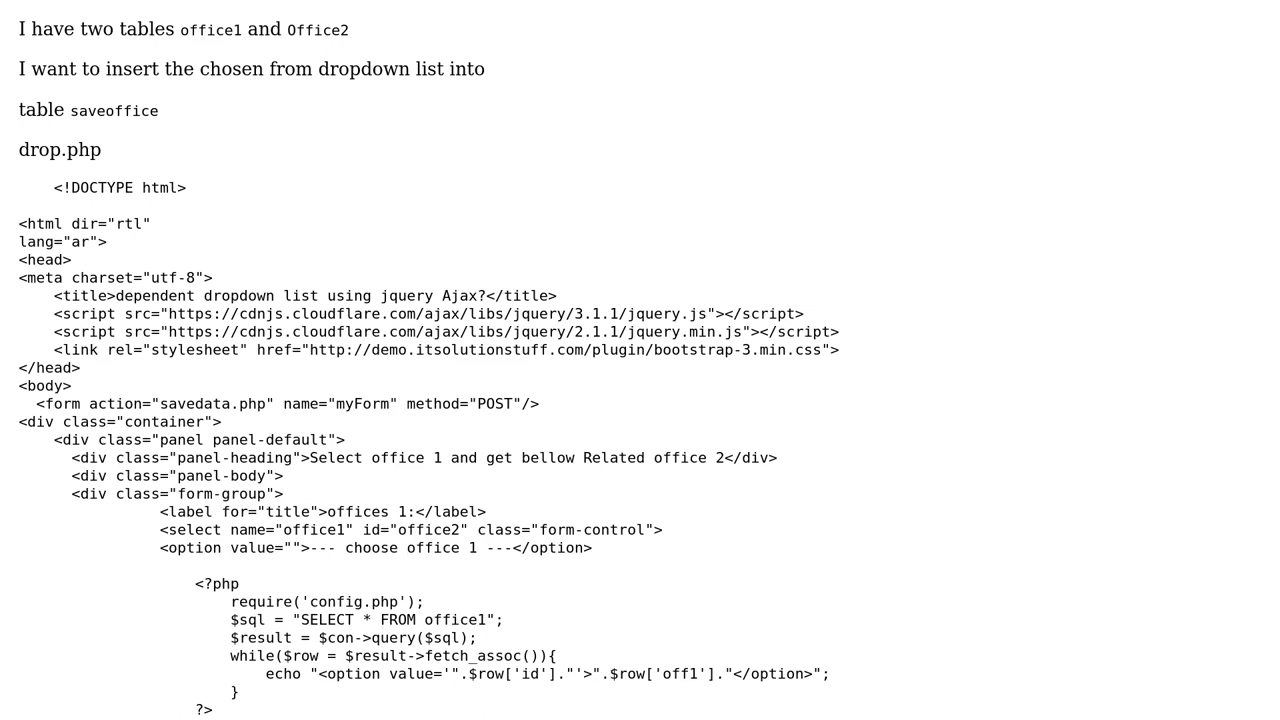 I have two tables office1 and Office2
I want to insert the chosen from dropdown list into
table saveoffice
drop.php
<!DOCTYPE html>
<html dir="rtl"
lang="ar">
<head>
<meta charset="utf-8">
<title>dependent dropdown list using jquery Ajax?</title>
<script src="https://cdnjs.cloudflare.com/ajax/libs/jquery/3.1.1/jquery.js"></script>
<script src="https://cdnjs.cloudflare.com/ajax/libs/jquery/2.1.1/jquery.min.js"></script>
<link rel="stylesheet" href="http://demo.itsolutionstuff.com/plugin/bootstrap-3.min.css">
</head>
<body>
<form action="savedata.php" name="myForm" method="POST"/>
<div class="container">
<div class="panel panel-default">
<div class="panel-heading">Select office 1 and get bellow Related office 2</div>
<div class="panel-body">
<div class="form-group">
<label for="title">offices 1:</label>
<select name="office1" id="office2" class="form-control">
<option value="">--- choose office 1 ---</option>
<?php
require('config.php');
$sql = "SELECT * FROM office1";
$result = $con->query($sql);
while($row = $result->fetch_assoc()){
echo "<option value='".$row['id']."'>".$row['off1']."</option>";
}
?>